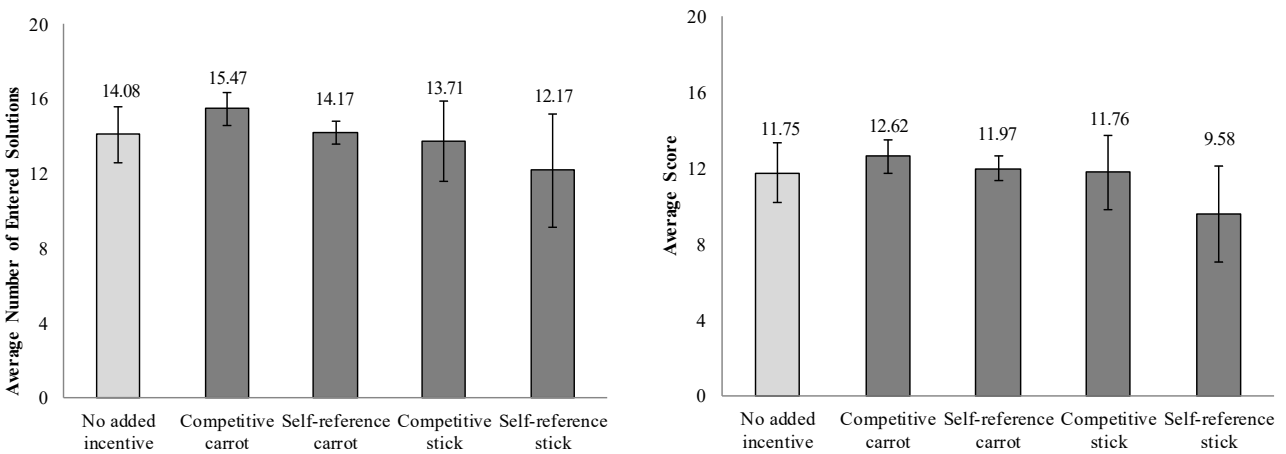 Average Number of Entered Solutions
20
16
12
8
4
0
14.08
15.47
14.17
13.71
12.17
No added incentive
Competitive carrot
Self-reference carrot
Competitive stick
Self-reference stick
Average Score
20
16
12
8
4
0
11.75
12.62
11.97
11.76
9.58
No added incentive
Competitive carrot
Self-reference carrot
Competitive stick
Self-reference stick